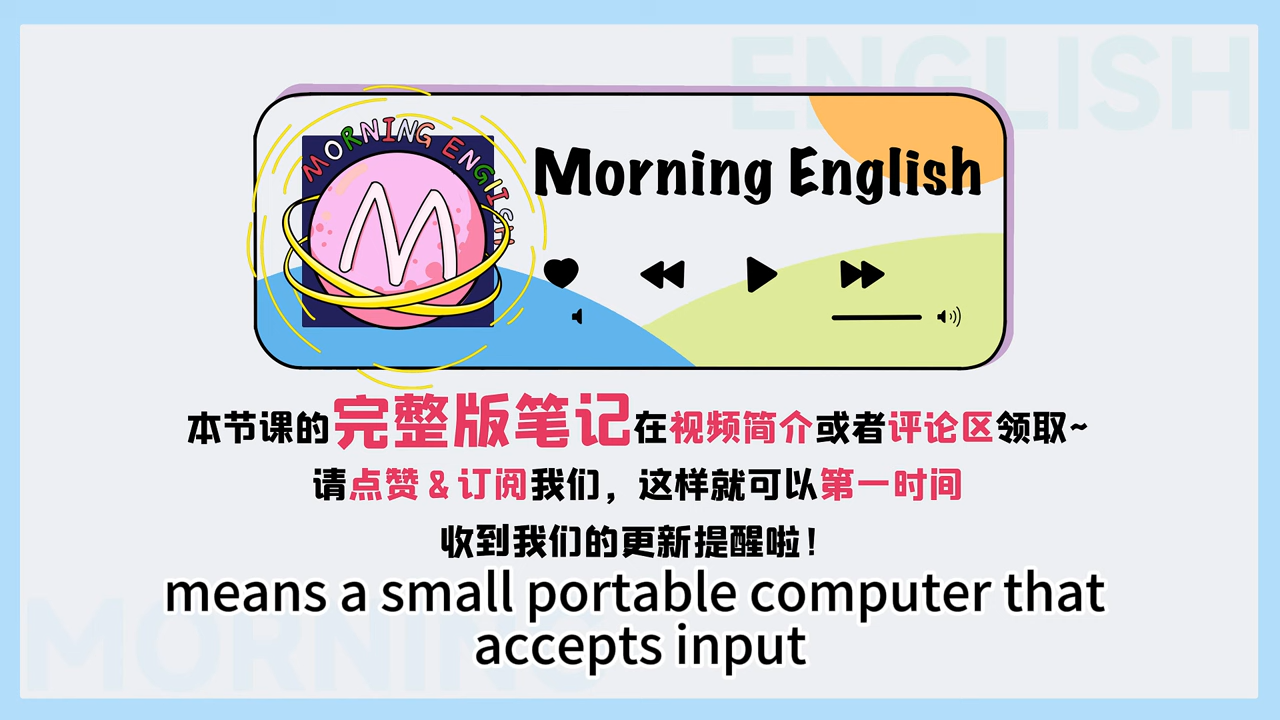 ENGLISH
MORNING ENGLISH
M
Morning English
本节课的完整版笔记在视频简介或者评论区领取~
请点赞&订阅我们，这样就可以第一时间
收到我们的更新提醒啦！
means a small portable computer that
accepts input
MORNING